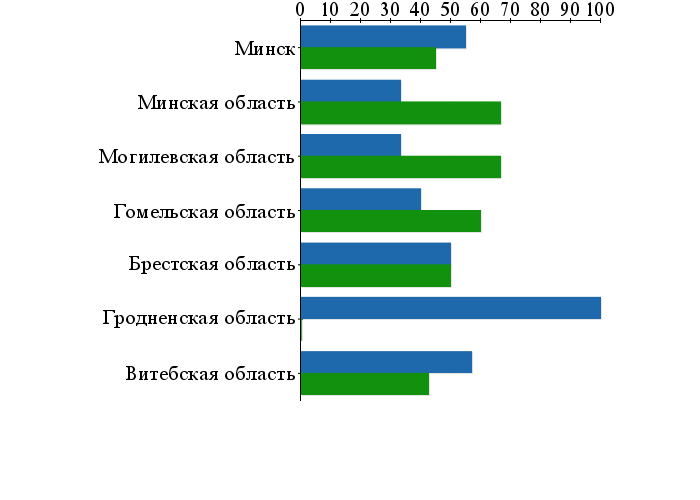 0 10 20 30 40 50 60 70 80 90 100
Минск
Минская область
Могилевская область
Гомельская область
Брестская область
Гродненская область
Витебская область